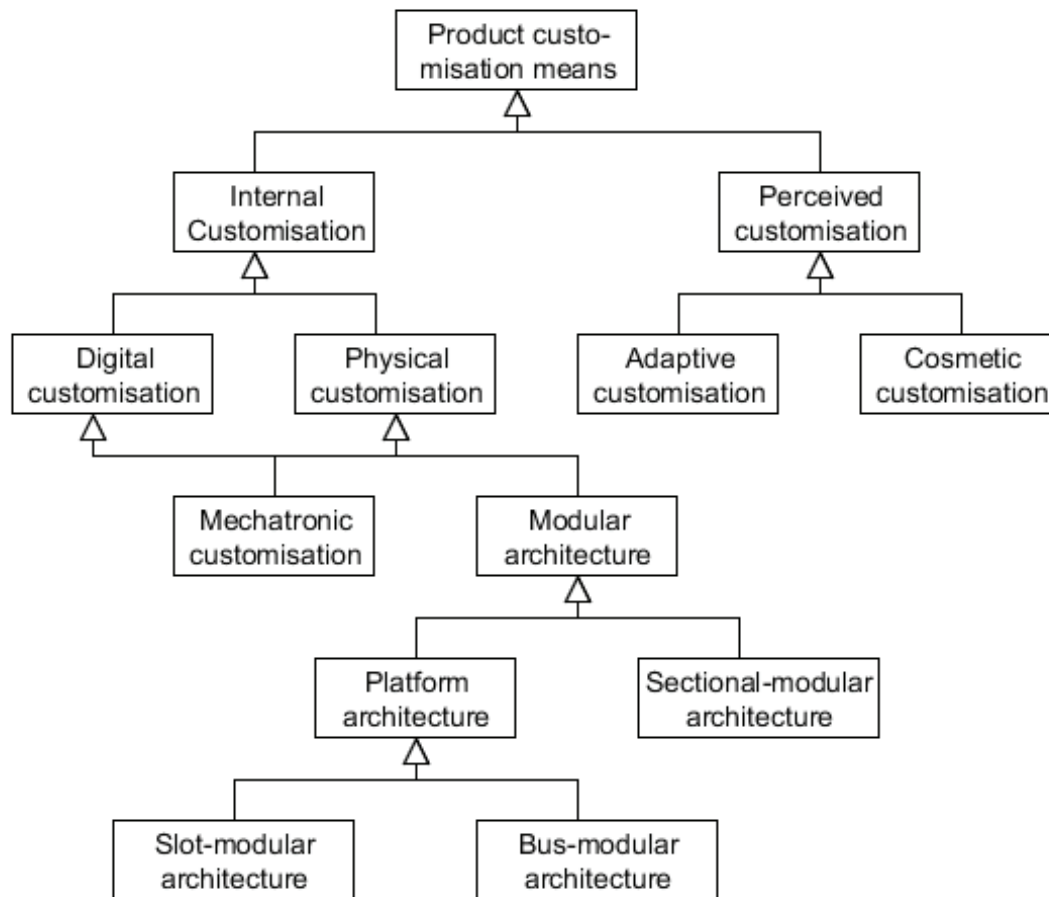 Product custo-
misation means
Internal
Customisation
Perceived
customisation
Digital
customisation
Physical
customisation
Adaptive
customisation
Cosmetic
customisation
Mechatronic
customisation
Modular
architecture
Platform
architecture
Sectional-modular
architecture
Slot-modular
architecture
Bus-modular
architecture